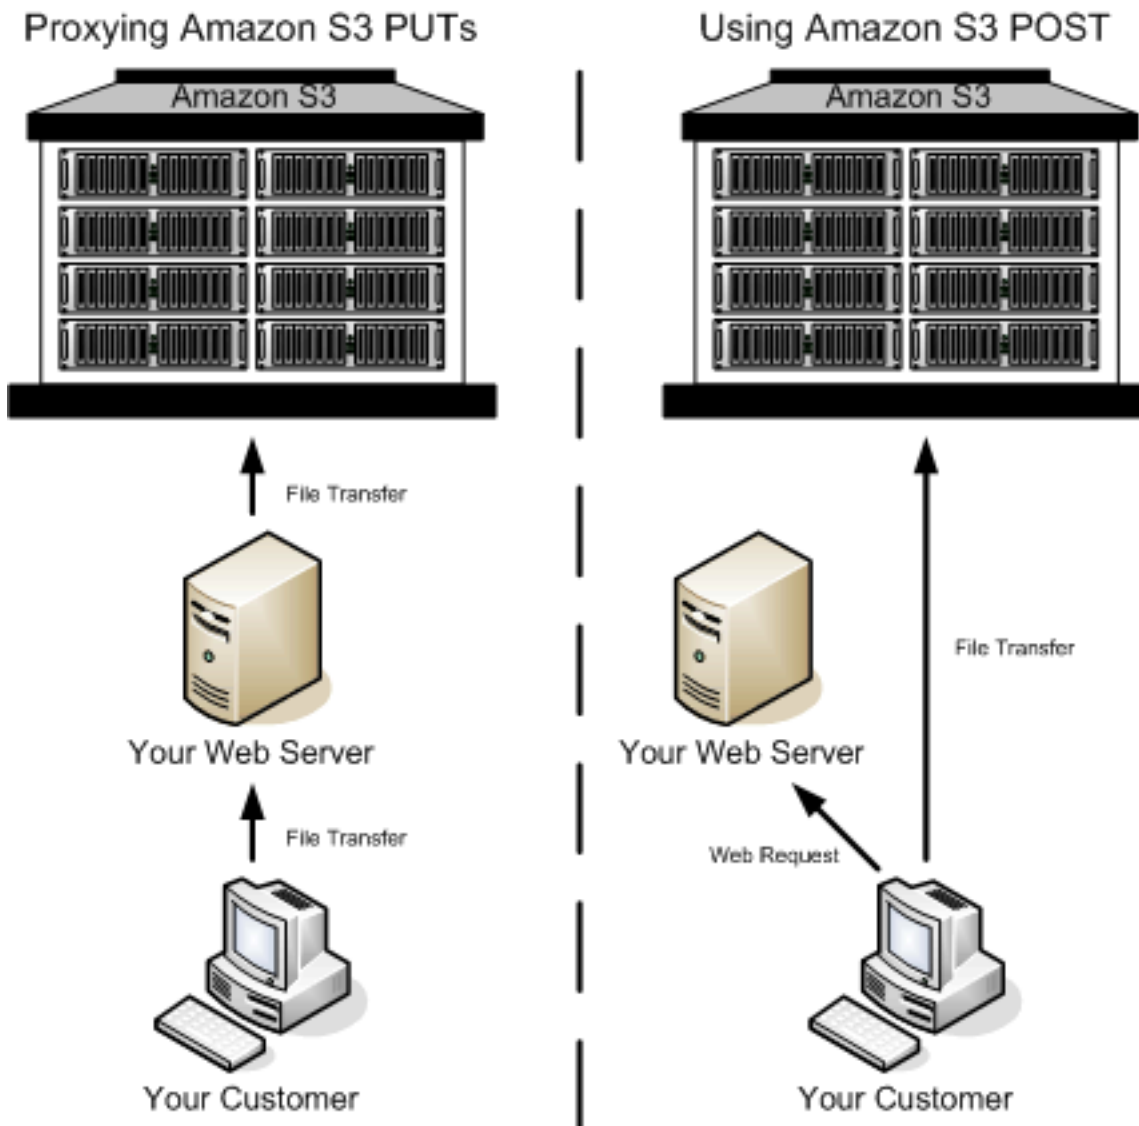 Proxying Amazon S3 PUTs
Amazon S3
File Transfer
Your Web Server
File Transfer
Your Customer
Using Amazon S3 POST
Amazon S3
File Transfer
Your Web Server
Web Request
Your Customer